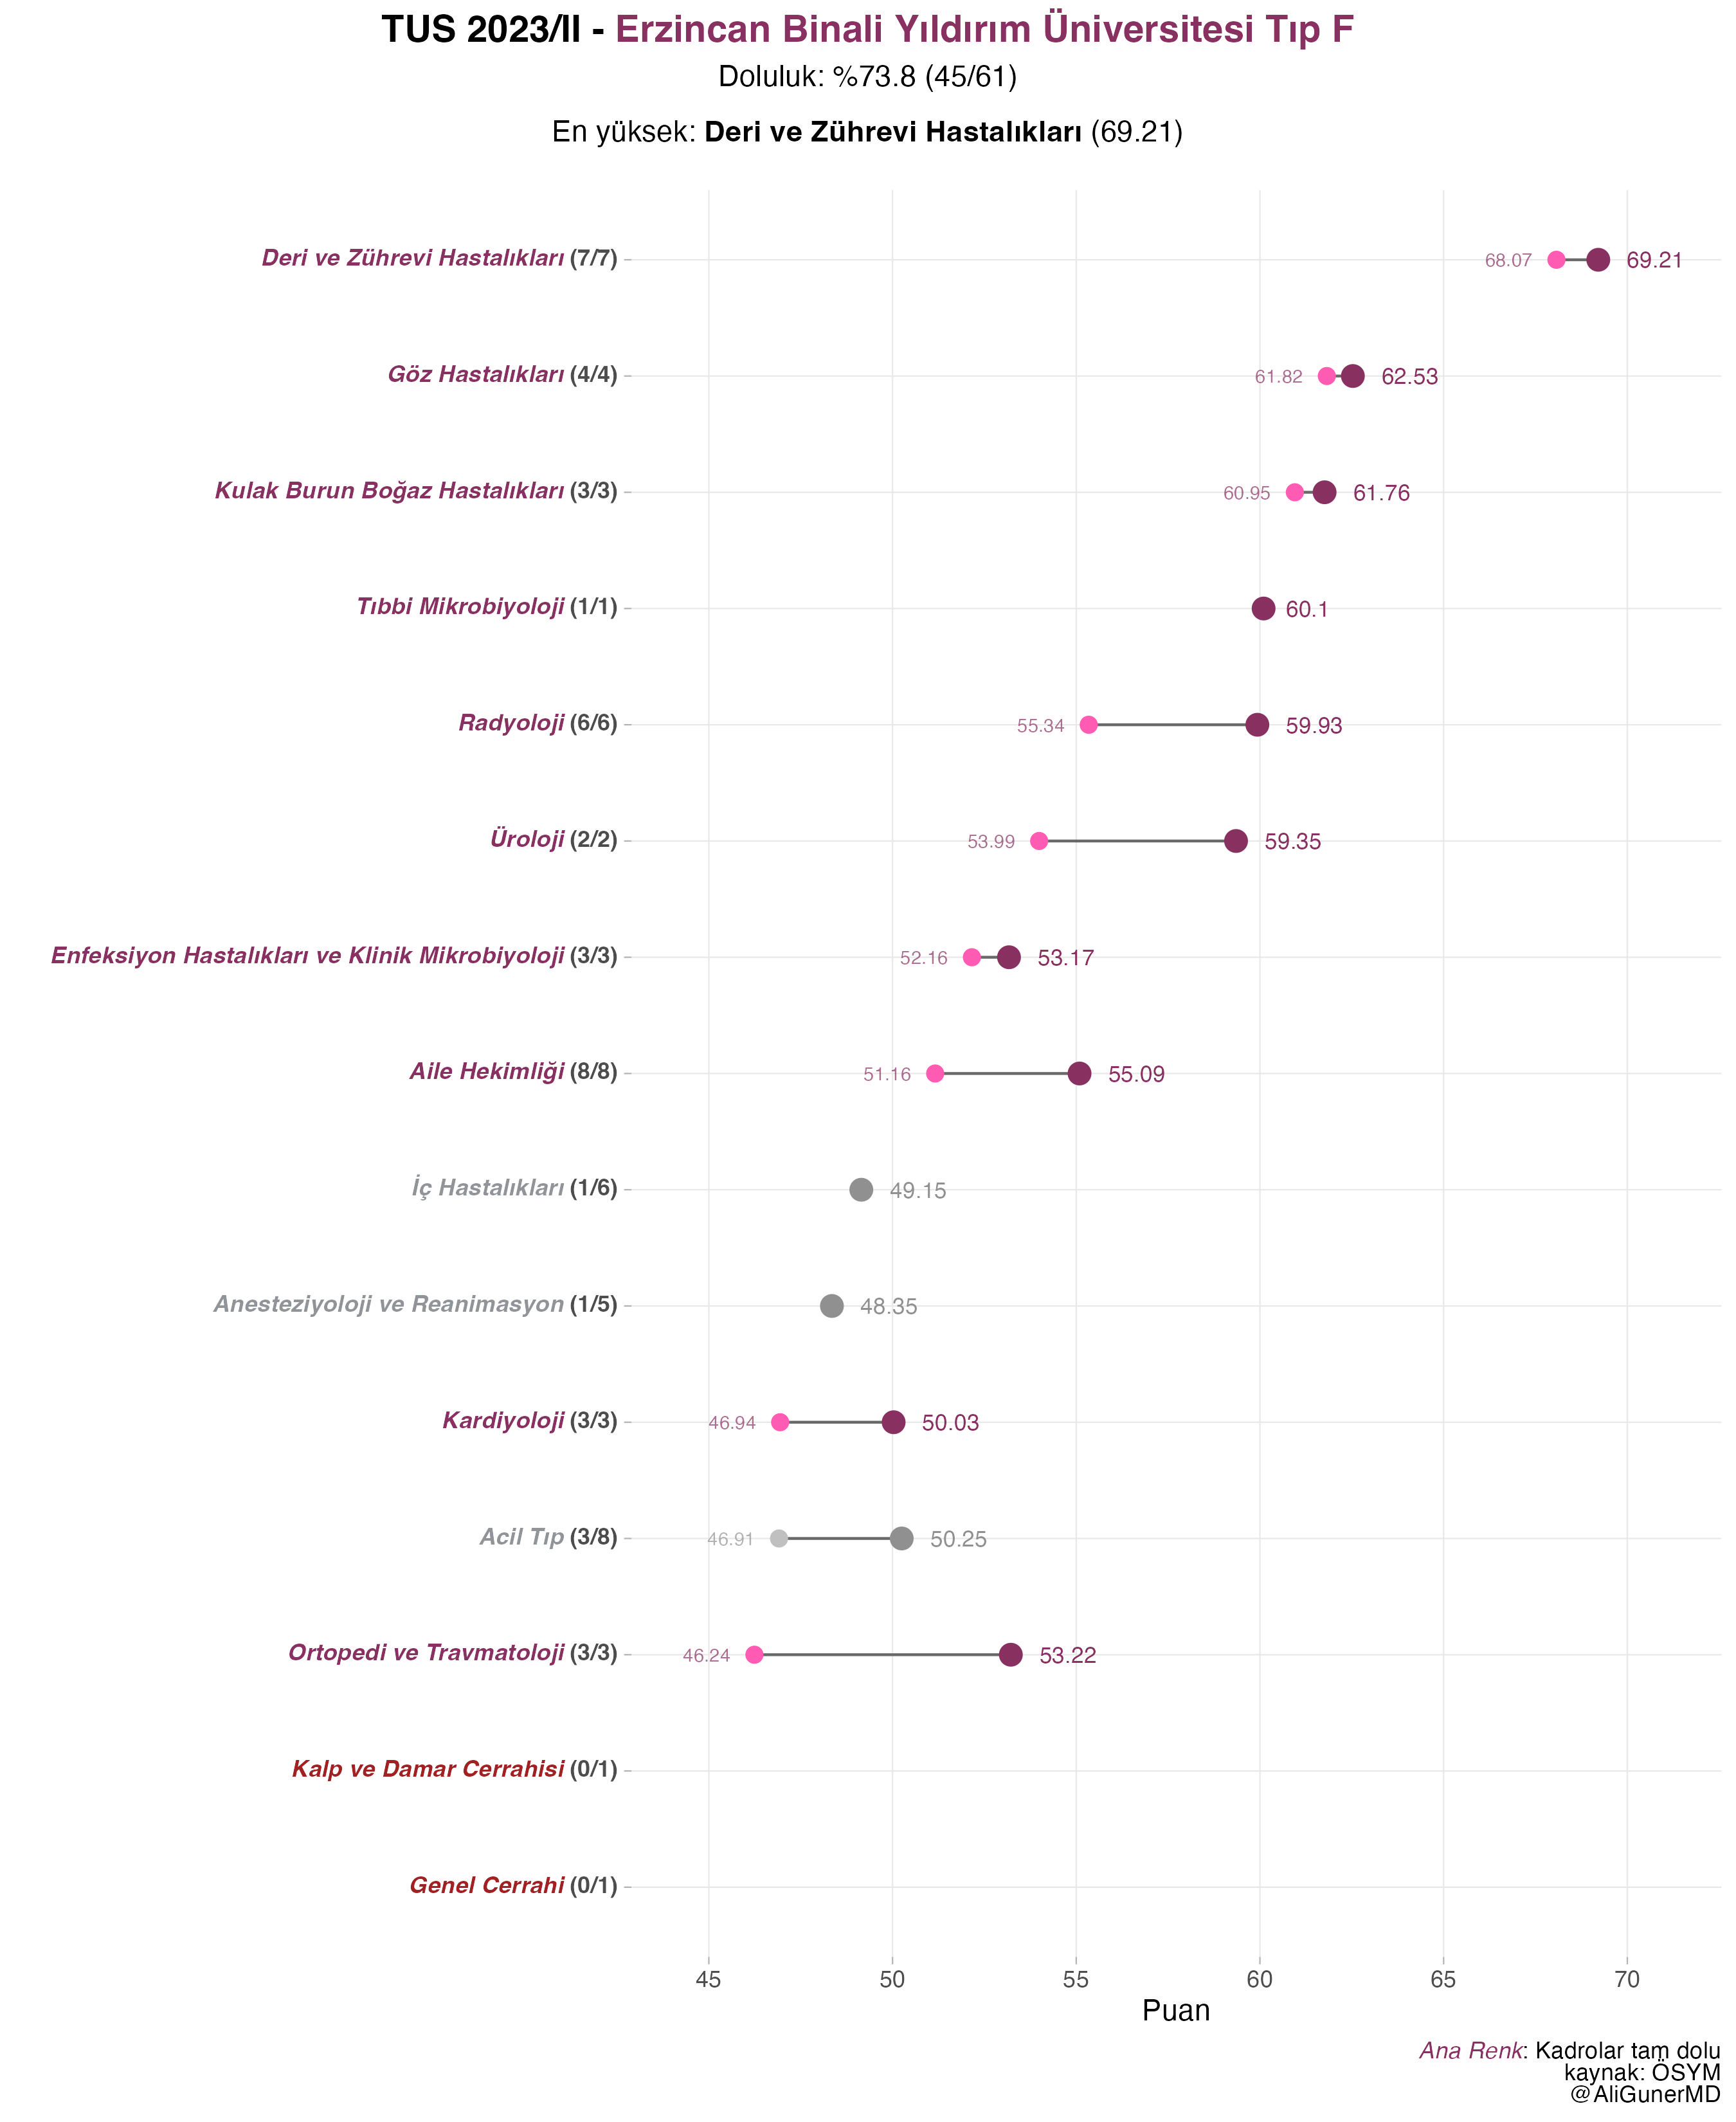 TUS 2023/II - Erzincan Binali Yıldırım Üniversitesi Tıp F
Doluluk: %73.8 (45/61)
En yüksek: Deri ve Zührevi Hastalıkları (69.21)
Deri ve Zührevi Hastalıkları (7/7) 68.07 69.21
Göz Hastalıkları (4/4) 61.82 62.53
Kulak Burun Boğaz Hastalıkları (3/3) 60.95 61.76
Tıbbi Mikrobiyoloji (1/1) 60.1
Radyoloji (6/6) 55.34 59.93
Üroloji (2/2) 53.99 59.35
Enfeksiyon Hastalıkları ve Klinik Mikrobiyoloji (3/3) 52.16 53.17
Aile Hekimliği (8/8) 51.16 55.09
İç Hastalıkları (1/6) 49.15
Anesteziyoloji ve Reanimasyon (1/5) 48.35
Kardiyoloji (3/3) 46.94 50.03
Acil Tıp (3/8) 46.91 50.25
Ortopedi ve Travmatoloji (3/3) 46.24 53.22
Kalp ve Damar Cerrahisi (0/1)
Genel Cerrahi (0/1)
45 50 55 60 65 70
Puan
Ana Renk: Kadrolar tam dolu
kaynak: ÖSYM
@AliGunerMD